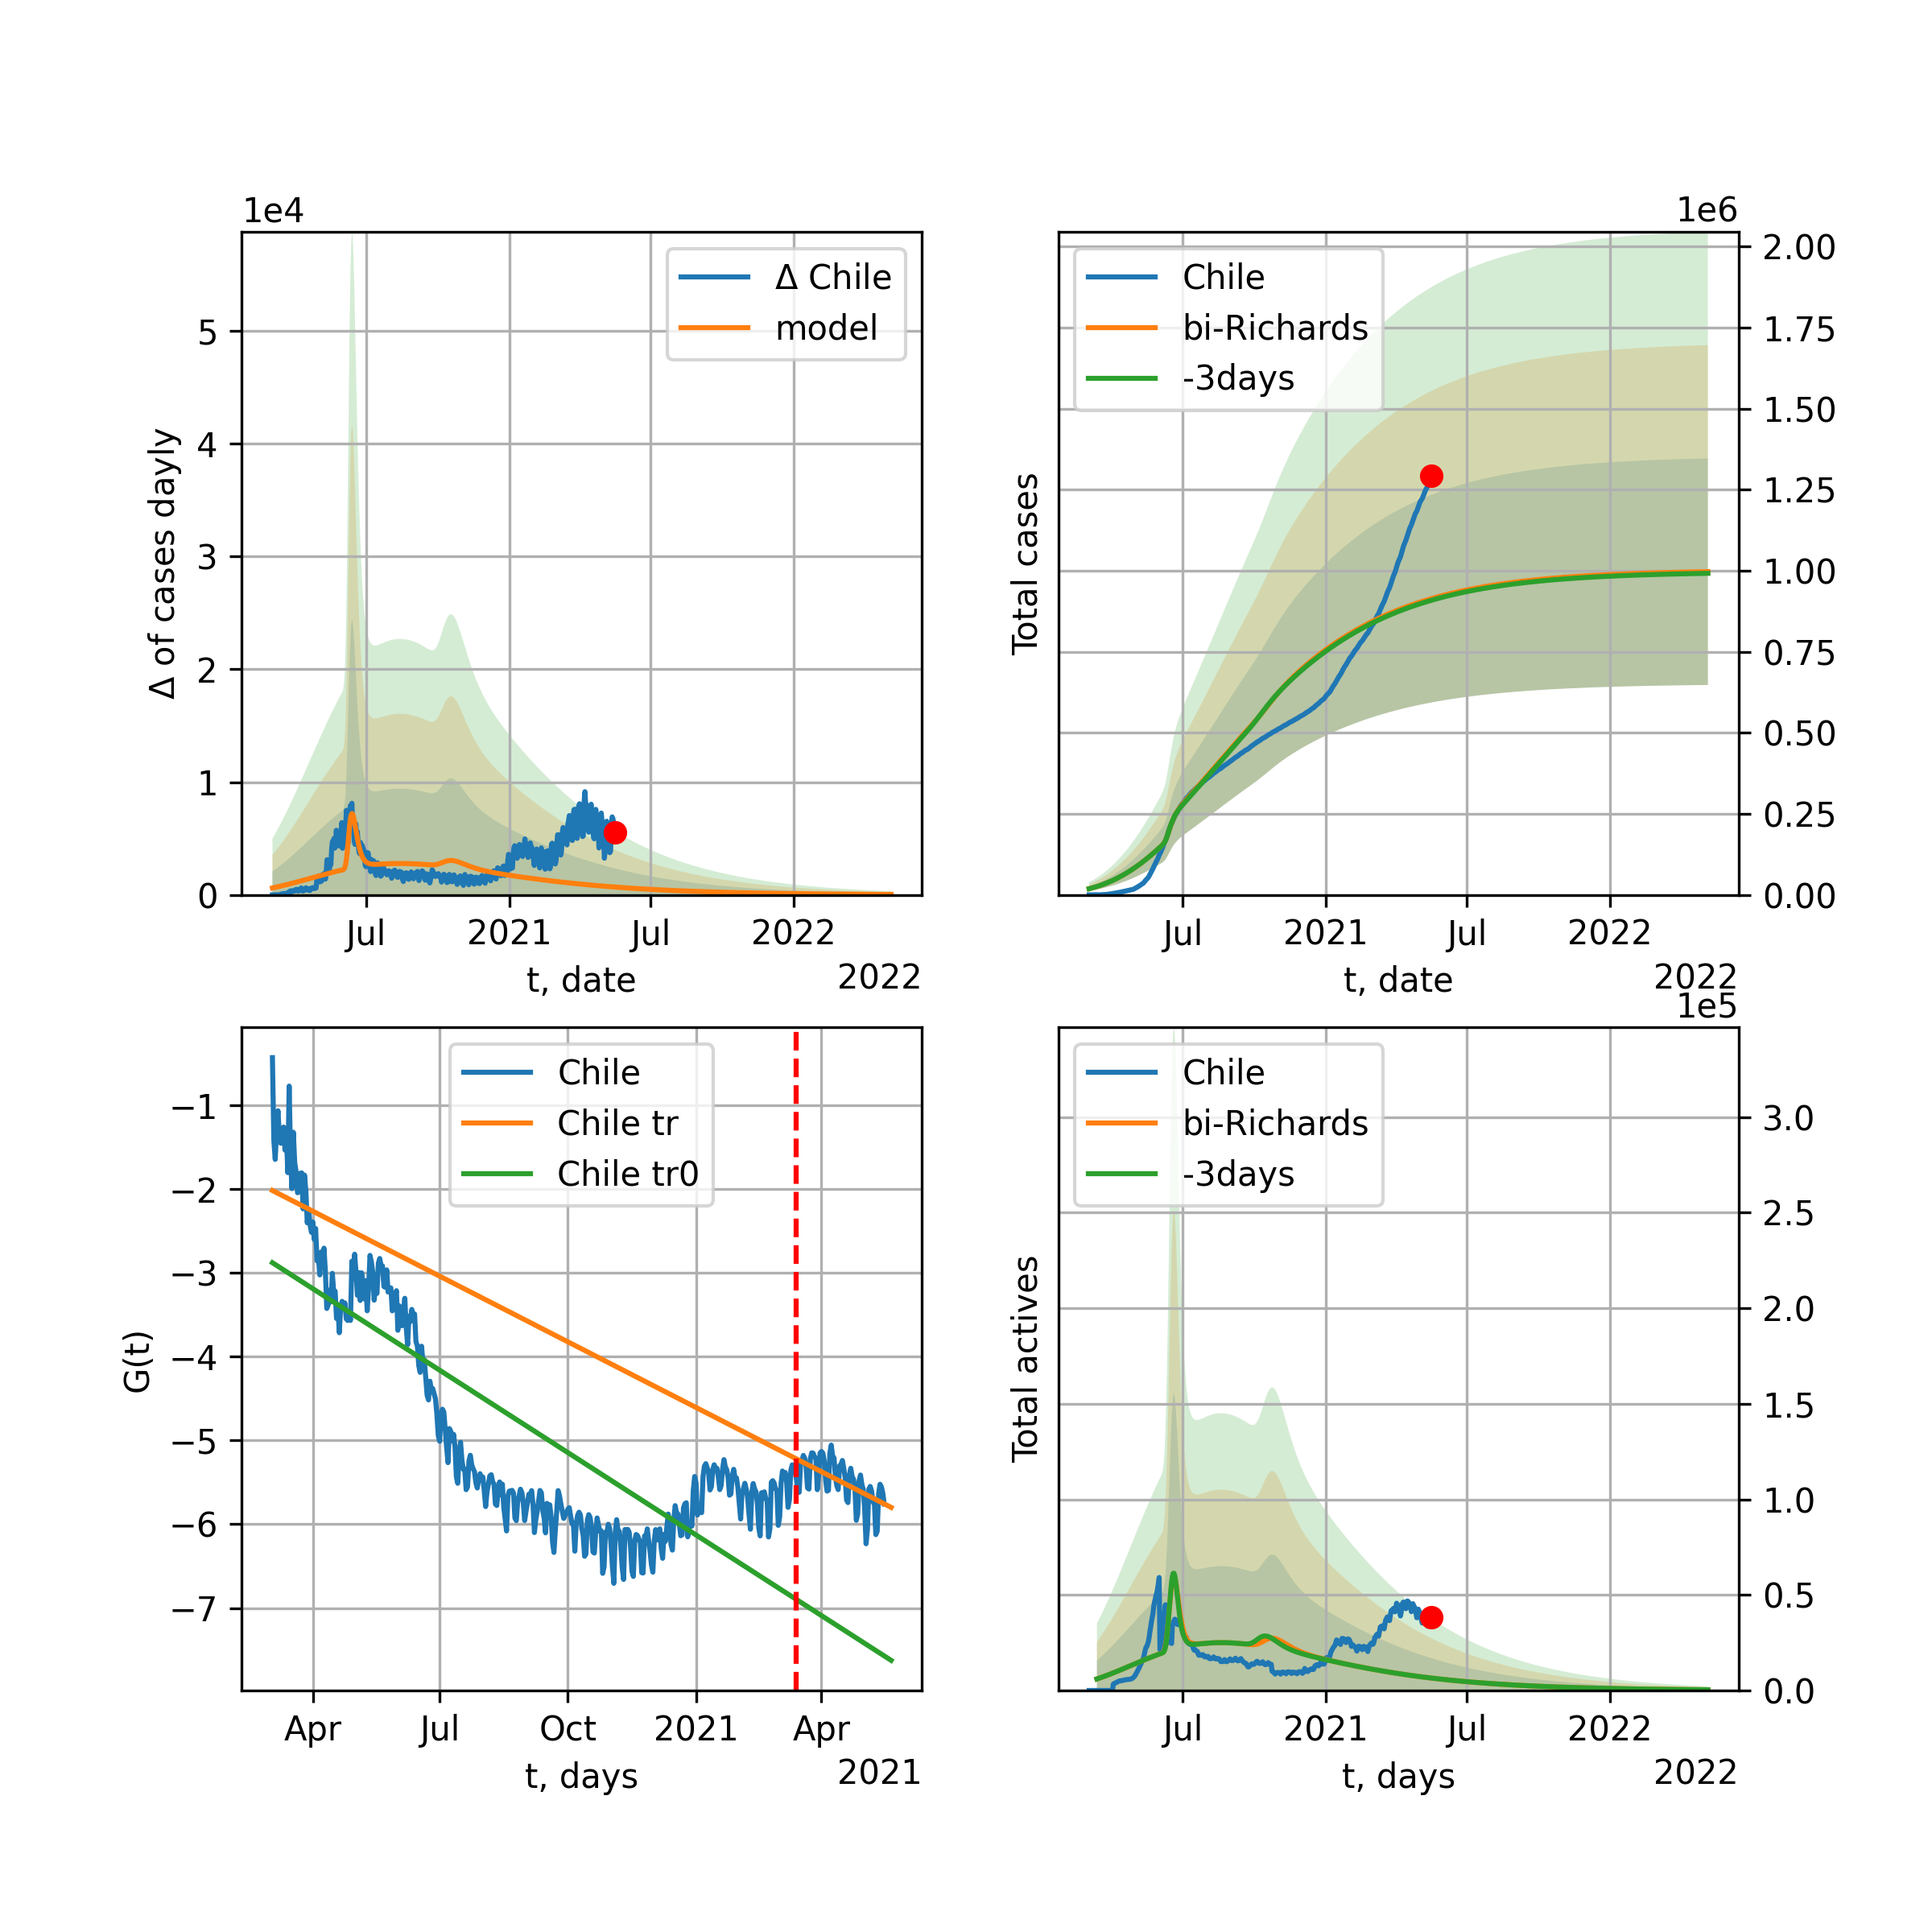 1e4
Δ of cases dayly
5
4
3
2
1
0
Δ Chile
model
Jul
2021
Jul
2022
t, date
2022
1e6
Total cases
Chile
bi-Richards
-3days
2.00
1.75
1.50
1.25
1.00
0.75
0.50
0.25
0.00
Jul
2021
Jul
2022
t, date
2022
G(t)
−1
−2
−3
−4
−5
−6
−7
Chile
Chile tr
Chile tr0
Apr
Jul
Oct
2021
Apr
t, days
2021
1e5
Total actives
Chile
bi-Richards
-3days
3.0
2.5
2.0
1.5
1.0
0.5
0.0
Jul
2021
Jul
2022
t, days
2022